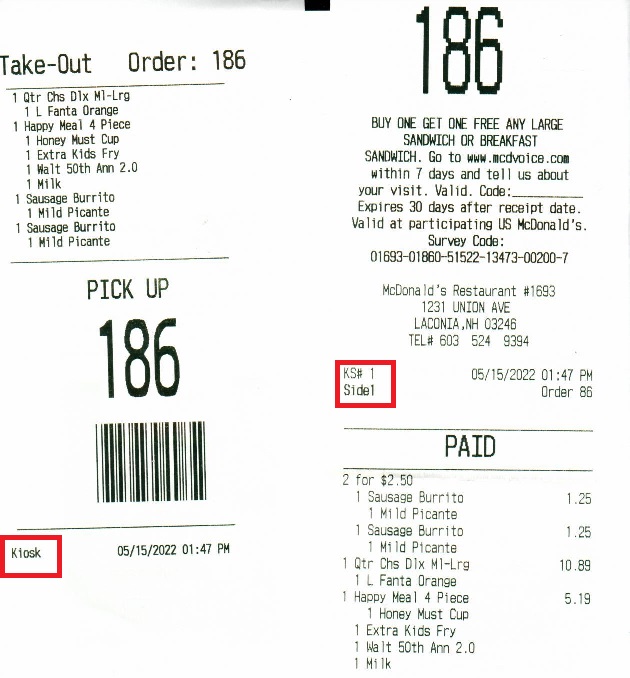 Take-Out Order: 186
1 Qtr Chs Dlx Ml-Lrg
1 L Fanta Orange
1 Happy Meal 4 Piece
1 Honey Must Cup
1 Extra Kids Fry
1 Walt 50th Ann 2.0
1 Milk
1 Sausage Burrito
1 Mild Picante
1 Sausage Burrito
1 Mild Picante
PICK UP
186
Kiosk 05/15/2022 01:47 PM
186
BUY ONE GET ONE FREE ANY LARGE
SANDWICH OR BREAKFAST
SANDWICH. Go to www.mcdvoice.com
within 7 days and tell us about
your visit. Valid. Code:__________
Expires 30 days after receipt date.
Valid at participating US McDonald's.
Survey Code:
01693-01860-51522-13473-00200-7
McDonald's Restaurant #1693
1231 UNION AVE
LACONIA,NH 03246
TEL# 603 524 9394
KS# 1 05/15/2022 01:47 PM
Side1 Order 86
PAID
2 for $2.50
1 Sausage Burrito 1.25
1 Mild Picante
1 Sausage Burrito 1.25
1 Mild Picante
1 Qtr Chs Dlx Ml-Lrg 10.89
1 L Fanta Orange
1 Happy Meal 4 Piece 5.19
1 Honey Must Cup
1 Extra Kids Fry
1 Walt 50th Ann 2.0
1 Milk